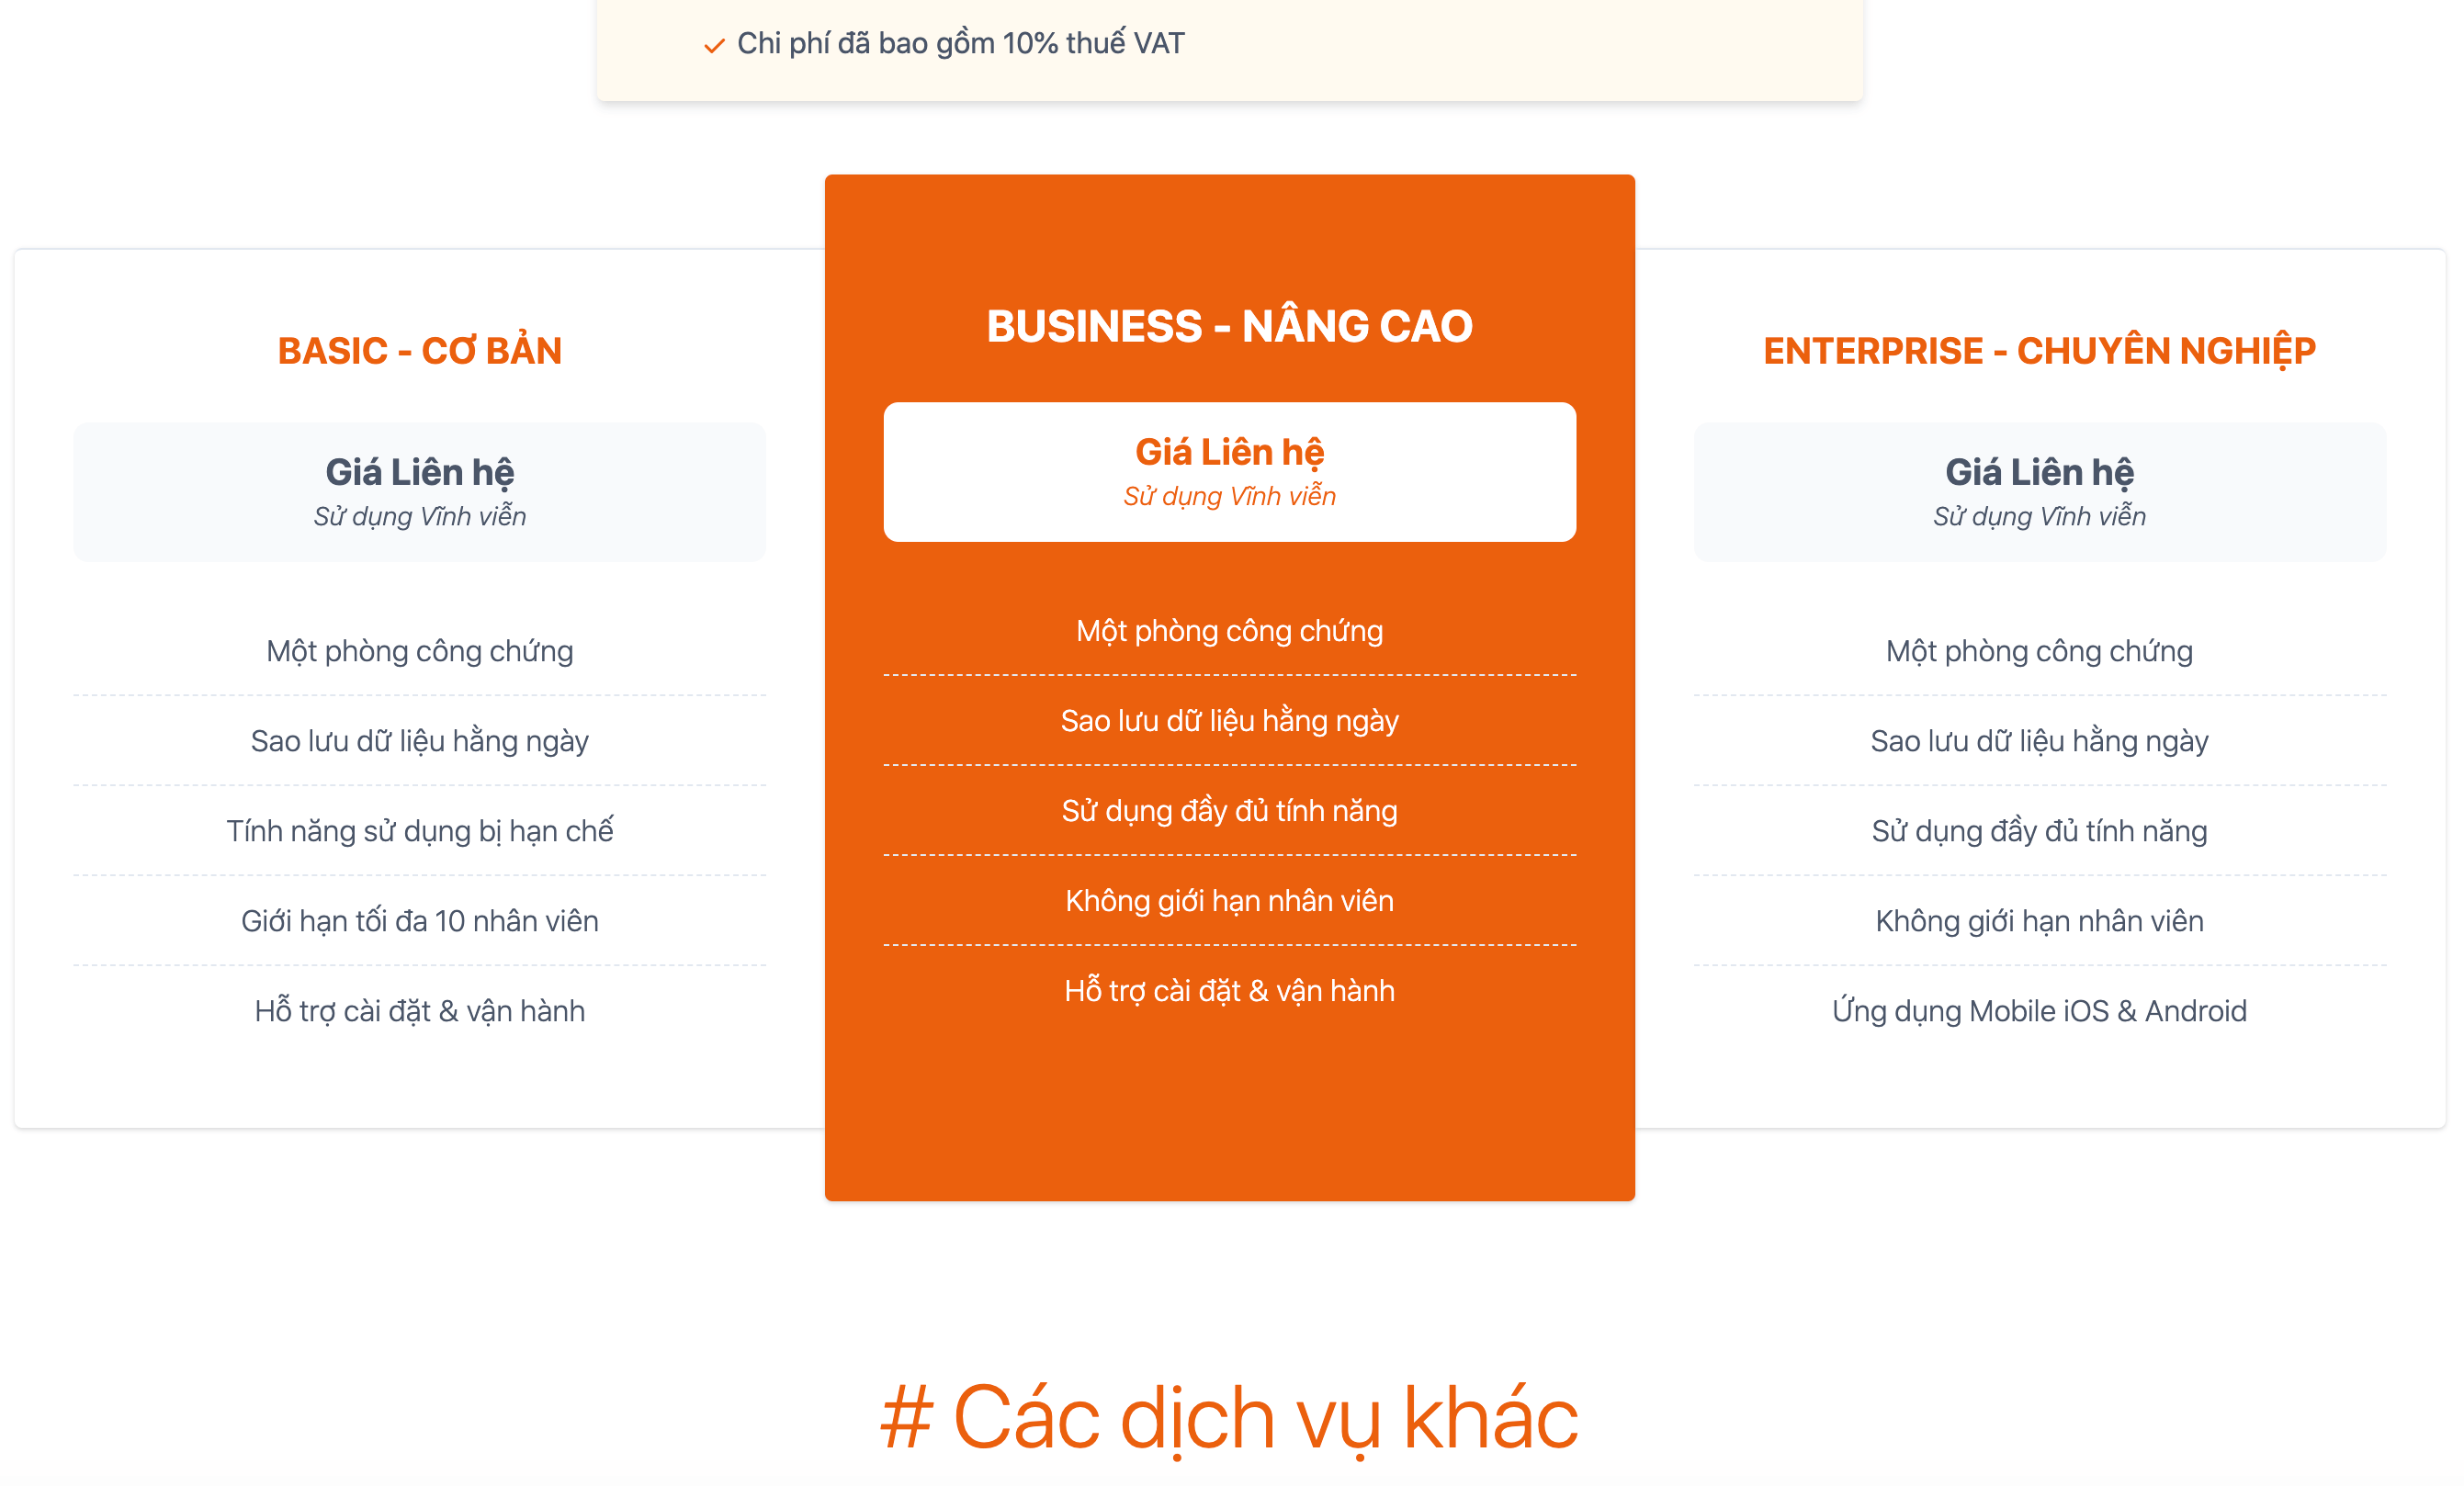 Chi phí đã bao gồm 10% thuế VAT
BASIC - CƠ BẢN
Giá Liên hệ
Sử dụng Vĩnh viễn
Một phòng công chứng
Sao lưu dữ liệu hằng ngày
Tính năng sử dụng bị hạn chế
Giới hạn tối đa 10 nhân viên
Hỗ trợ cài đặt & vận hành
BUSINESS - NÂNG CAO
Giá Liên hệ
Sử dụng Vĩnh viễn
Một phòng công chứng
Sao lưu dữ liệu hằng ngày
Sử dụng đầy đủ tính năng
Không giới hạn nhân viên
Hỗ trợ cài đặt & vận hành
ENTERPRISE - CHUYÊN NGHIỆP
Giá Liên hệ
Sử dụng Vĩnh viễn
Một phòng công chứng
Sao lưu dữ liệu hằng ngày
Sử dụng đầy đủ tính năng
Không giới hạn nhân viên
Ứng dụng Mobile iOS & Android
# Các dịch vụ khác